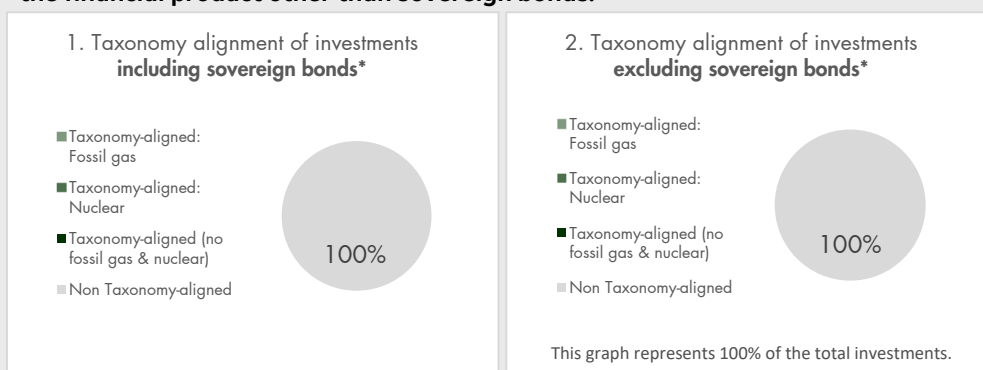 the financial product other than sovereign bonds.
1. Taxonomy alignment of investments
including sovereign bonds*
Taxonomy-aligned:
Fossil gas
Taxonomy-aligned:
Nuclear
Taxonomy-aligned (no
fossil gas & nuclear)
Non Taxonomy-aligned
100%
2. Taxonomy alignment of investments
excluding sovereign bonds*
Taxonomy-aligned:
Fossil gas
Taxonomy-aligned:
Nuclear
Taxonomy-aligned (no
fossil gas & nuclear)
Non Taxonomy-aligned
100%
This graph represents 100% of the total investments.